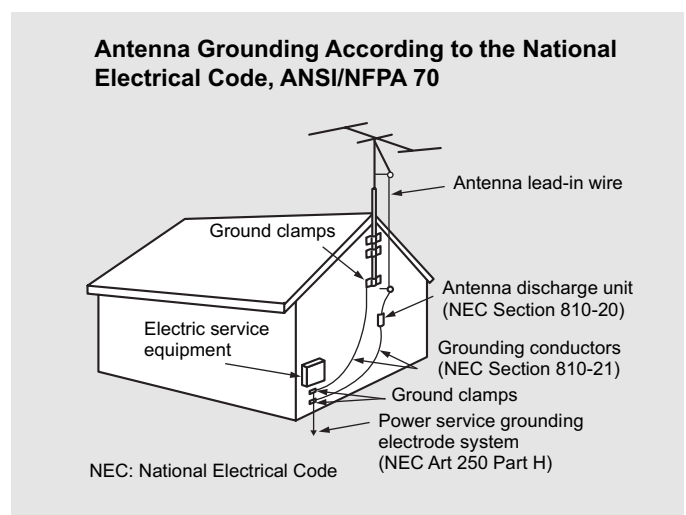 Antenna Grounding According to the National
Electrical Code, ANSI/NFPA 70
Antenna lead-in wire
Ground clamps
Antenna discharge unit
(NEC Section 810-20)
Electric service
equipment
Grounding conductors
(NEC Section 810-21)
Ground clamps
Power service grounding
electrode system
(NEC Art 250 Part H)
NEC: National Electrical Code